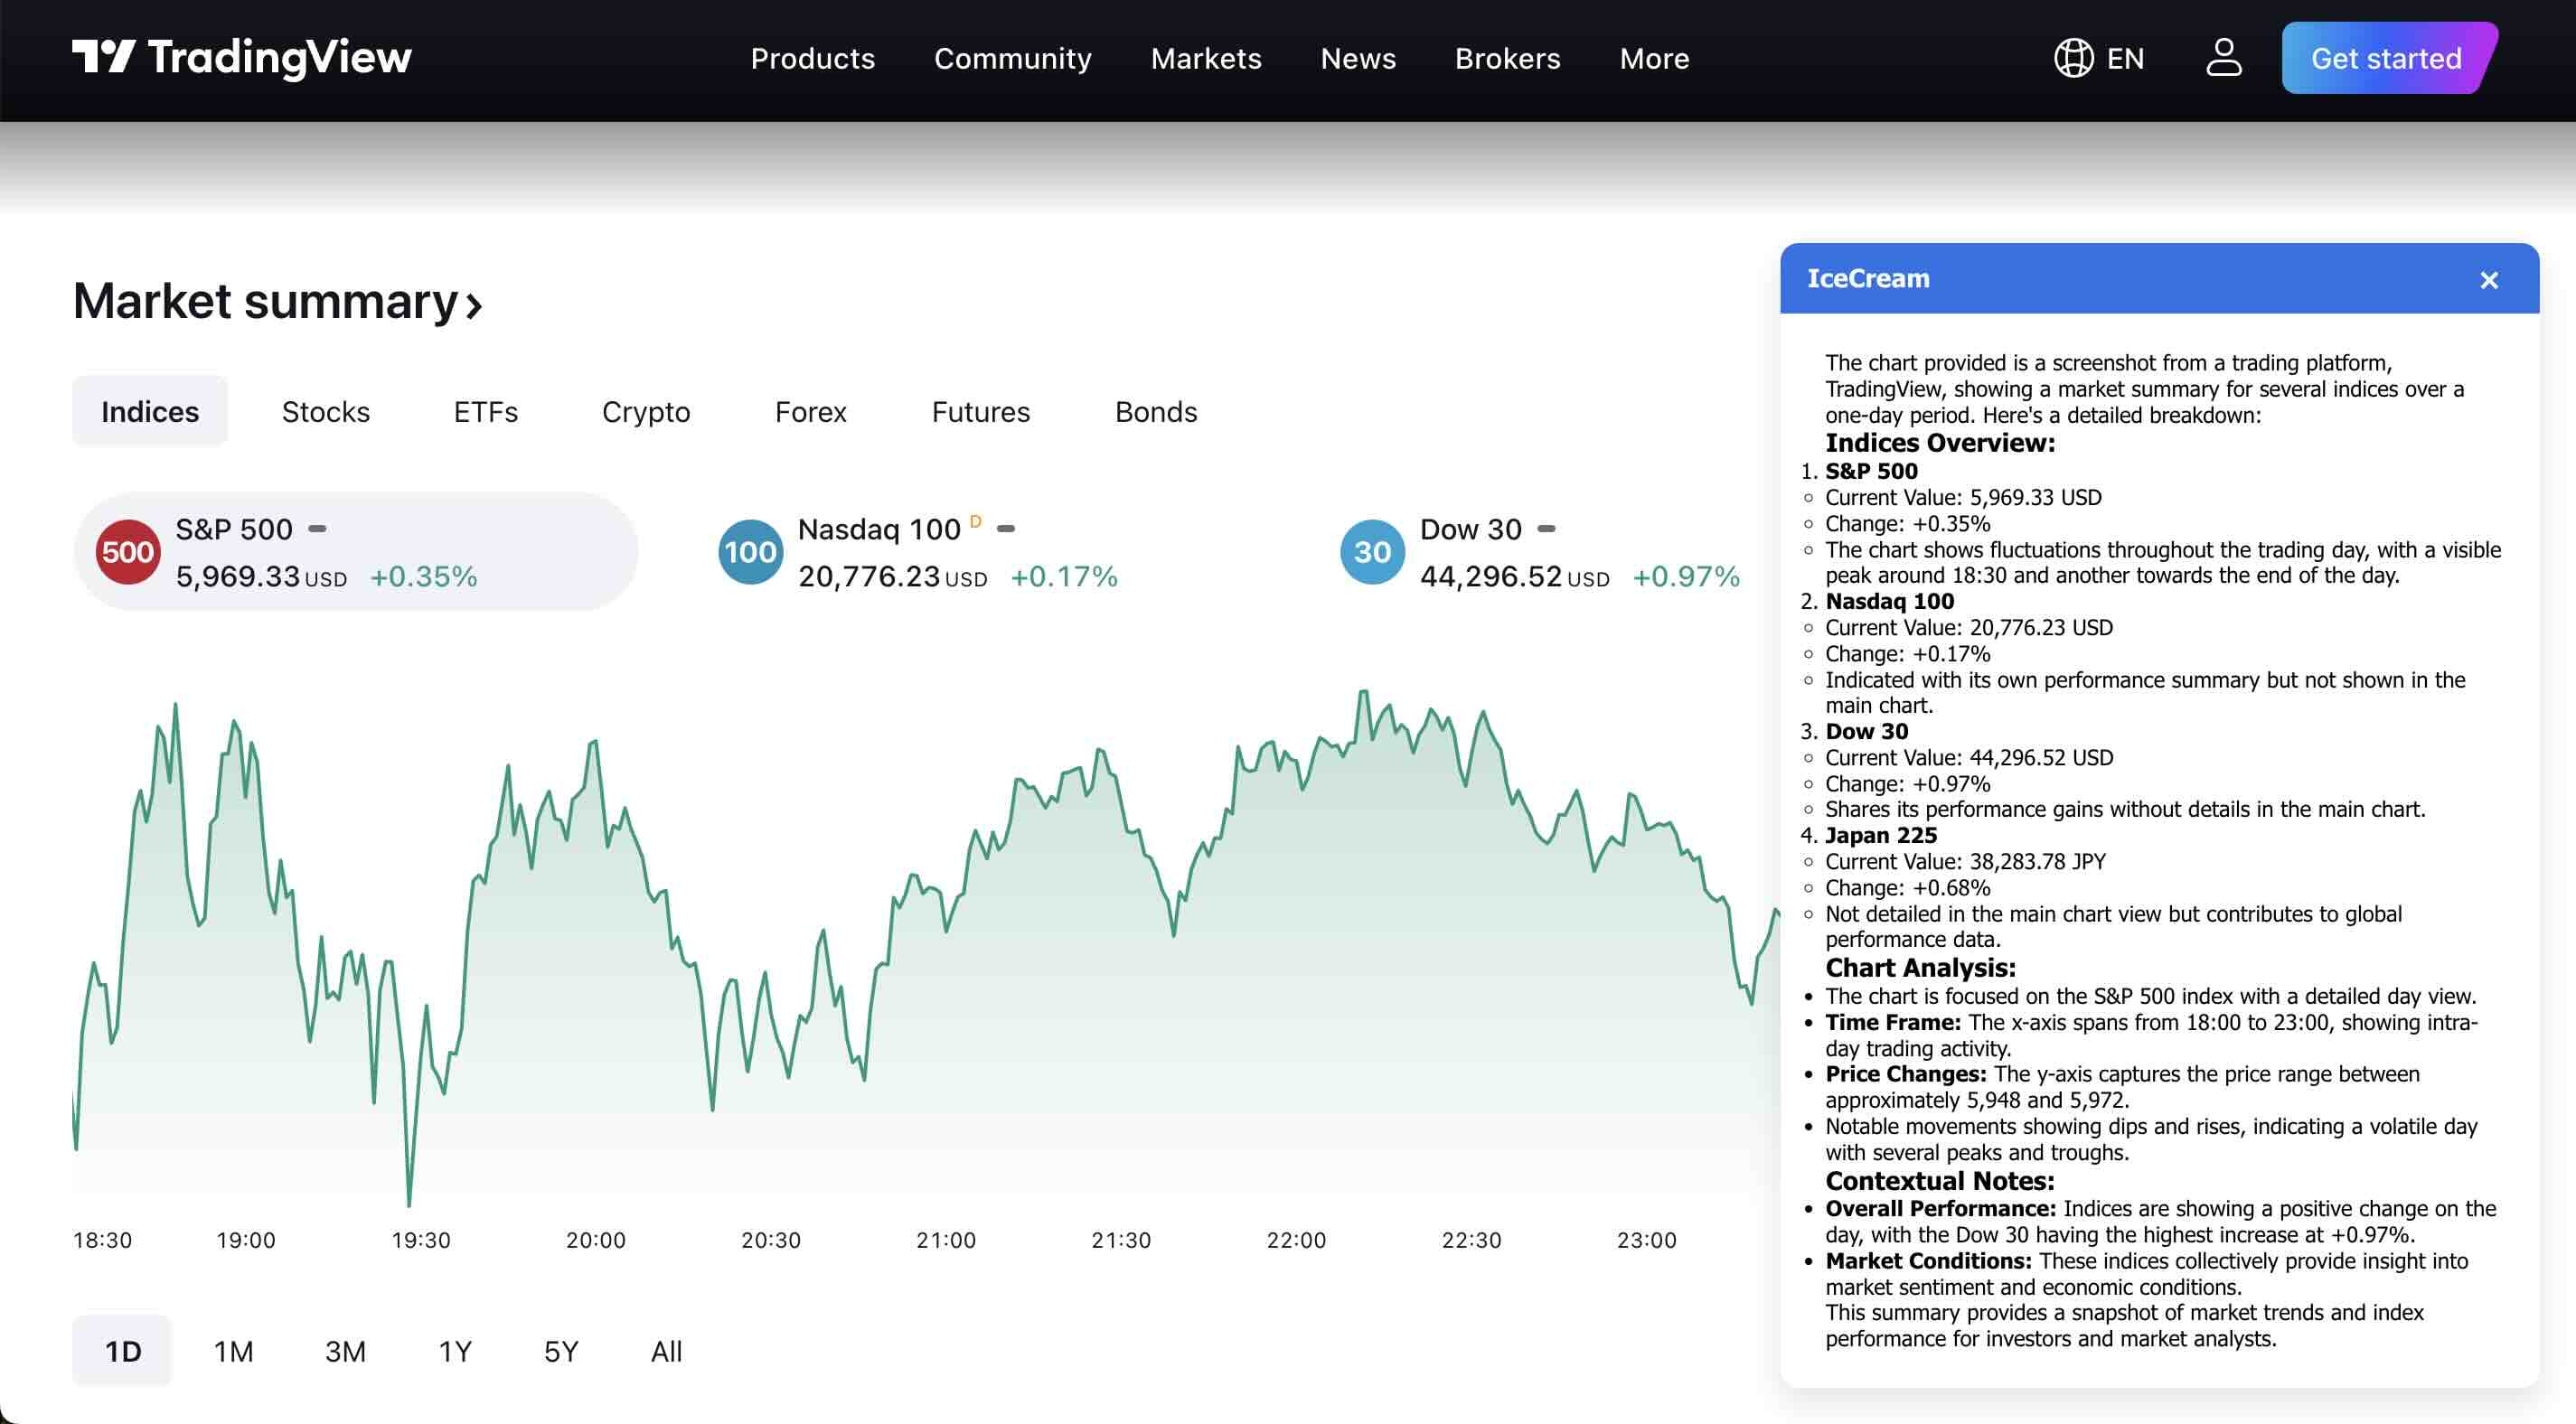 TradingView
Products Community Markets News Brokers More
EN
Get started
Market summary
Indices Stocks ETFs Crypto Forex Futures Bonds
500 S&P 500
5,969.33 USD +0.35%
100 Nasdaq 100 D
20,776.23 USD +0.17%
30 Dow 30
44,296.52 USD +0.97%
18:30 19:00 19:30 20:00 20:30 21:00 21:30 22:00 22:30 23:00
1D 1M 3M 1Y 5Y All
IceCream
The chart provided is a screenshot from a trading platform,
TradingView, showing a market summary for several indices over a
one-day period. Here's a detailed breakdown:
Indices Overview:
1. S&P 500
Current Value: 5,969.33 USD
Change: +0.35%
The chart shows fluctuations throughout the trading day, with a visible
peak around 18:30 and another towards the end of the day.
2. Nasdaq 100
Current Value: 20,776.23 USD
Change: +0.17%
Indicated with its own performance summary but not shown in the
main chart.
3. Dow 30
Current Value: 44,296.52 USD
Change: +0.97%
Shares its performance gains without details in the main chart.
4. Japan 225
Current Value: 38,283.78 JPY
Change: +0.68%
Not detailed in the main chart view but contributes to global
performance data.
Chart Analysis:
The chart is focused on the S&P 500 index with a detailed day view.
Time Frame: The x-axis spans from 18:00 to 23:00, showing intra-
day trading activity.
Price Changes: The y-axis captures the price range between
approximately 5,948 and 5,972.
Notable movements showing dips and rises, indicating a volatile day
with several peaks and troughs.
Contextual Notes:
Overall Performance: Indices are showing a positive change on the
day, with the Dow 30 having the highest increase at +0.97%.
Market Conditions: These indices collectively provide insight into
market sentiment and economic conditions.
This summary provides a snapshot of market trends and index
performance for investors and market analysts.